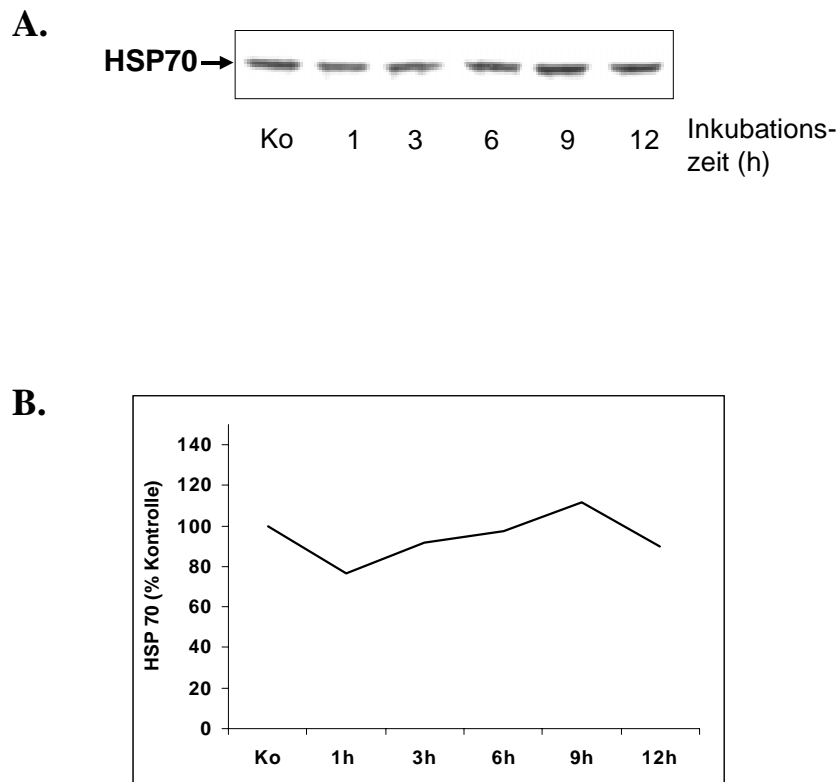 A.
HSP70
Ko 1 3 6 9 12 Inkubations-
zeit (h)
B.
HSP 70 (% Kontrolle)
140
120
100
80
60
40
20
0
Ko 1h 3h 6h 9h 12h